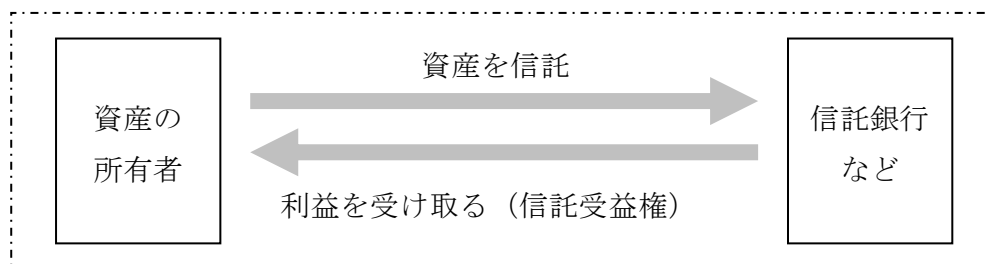 資産を信託
資産の
所有者
信託銀行
など
利益を受け取る（信託受益権）